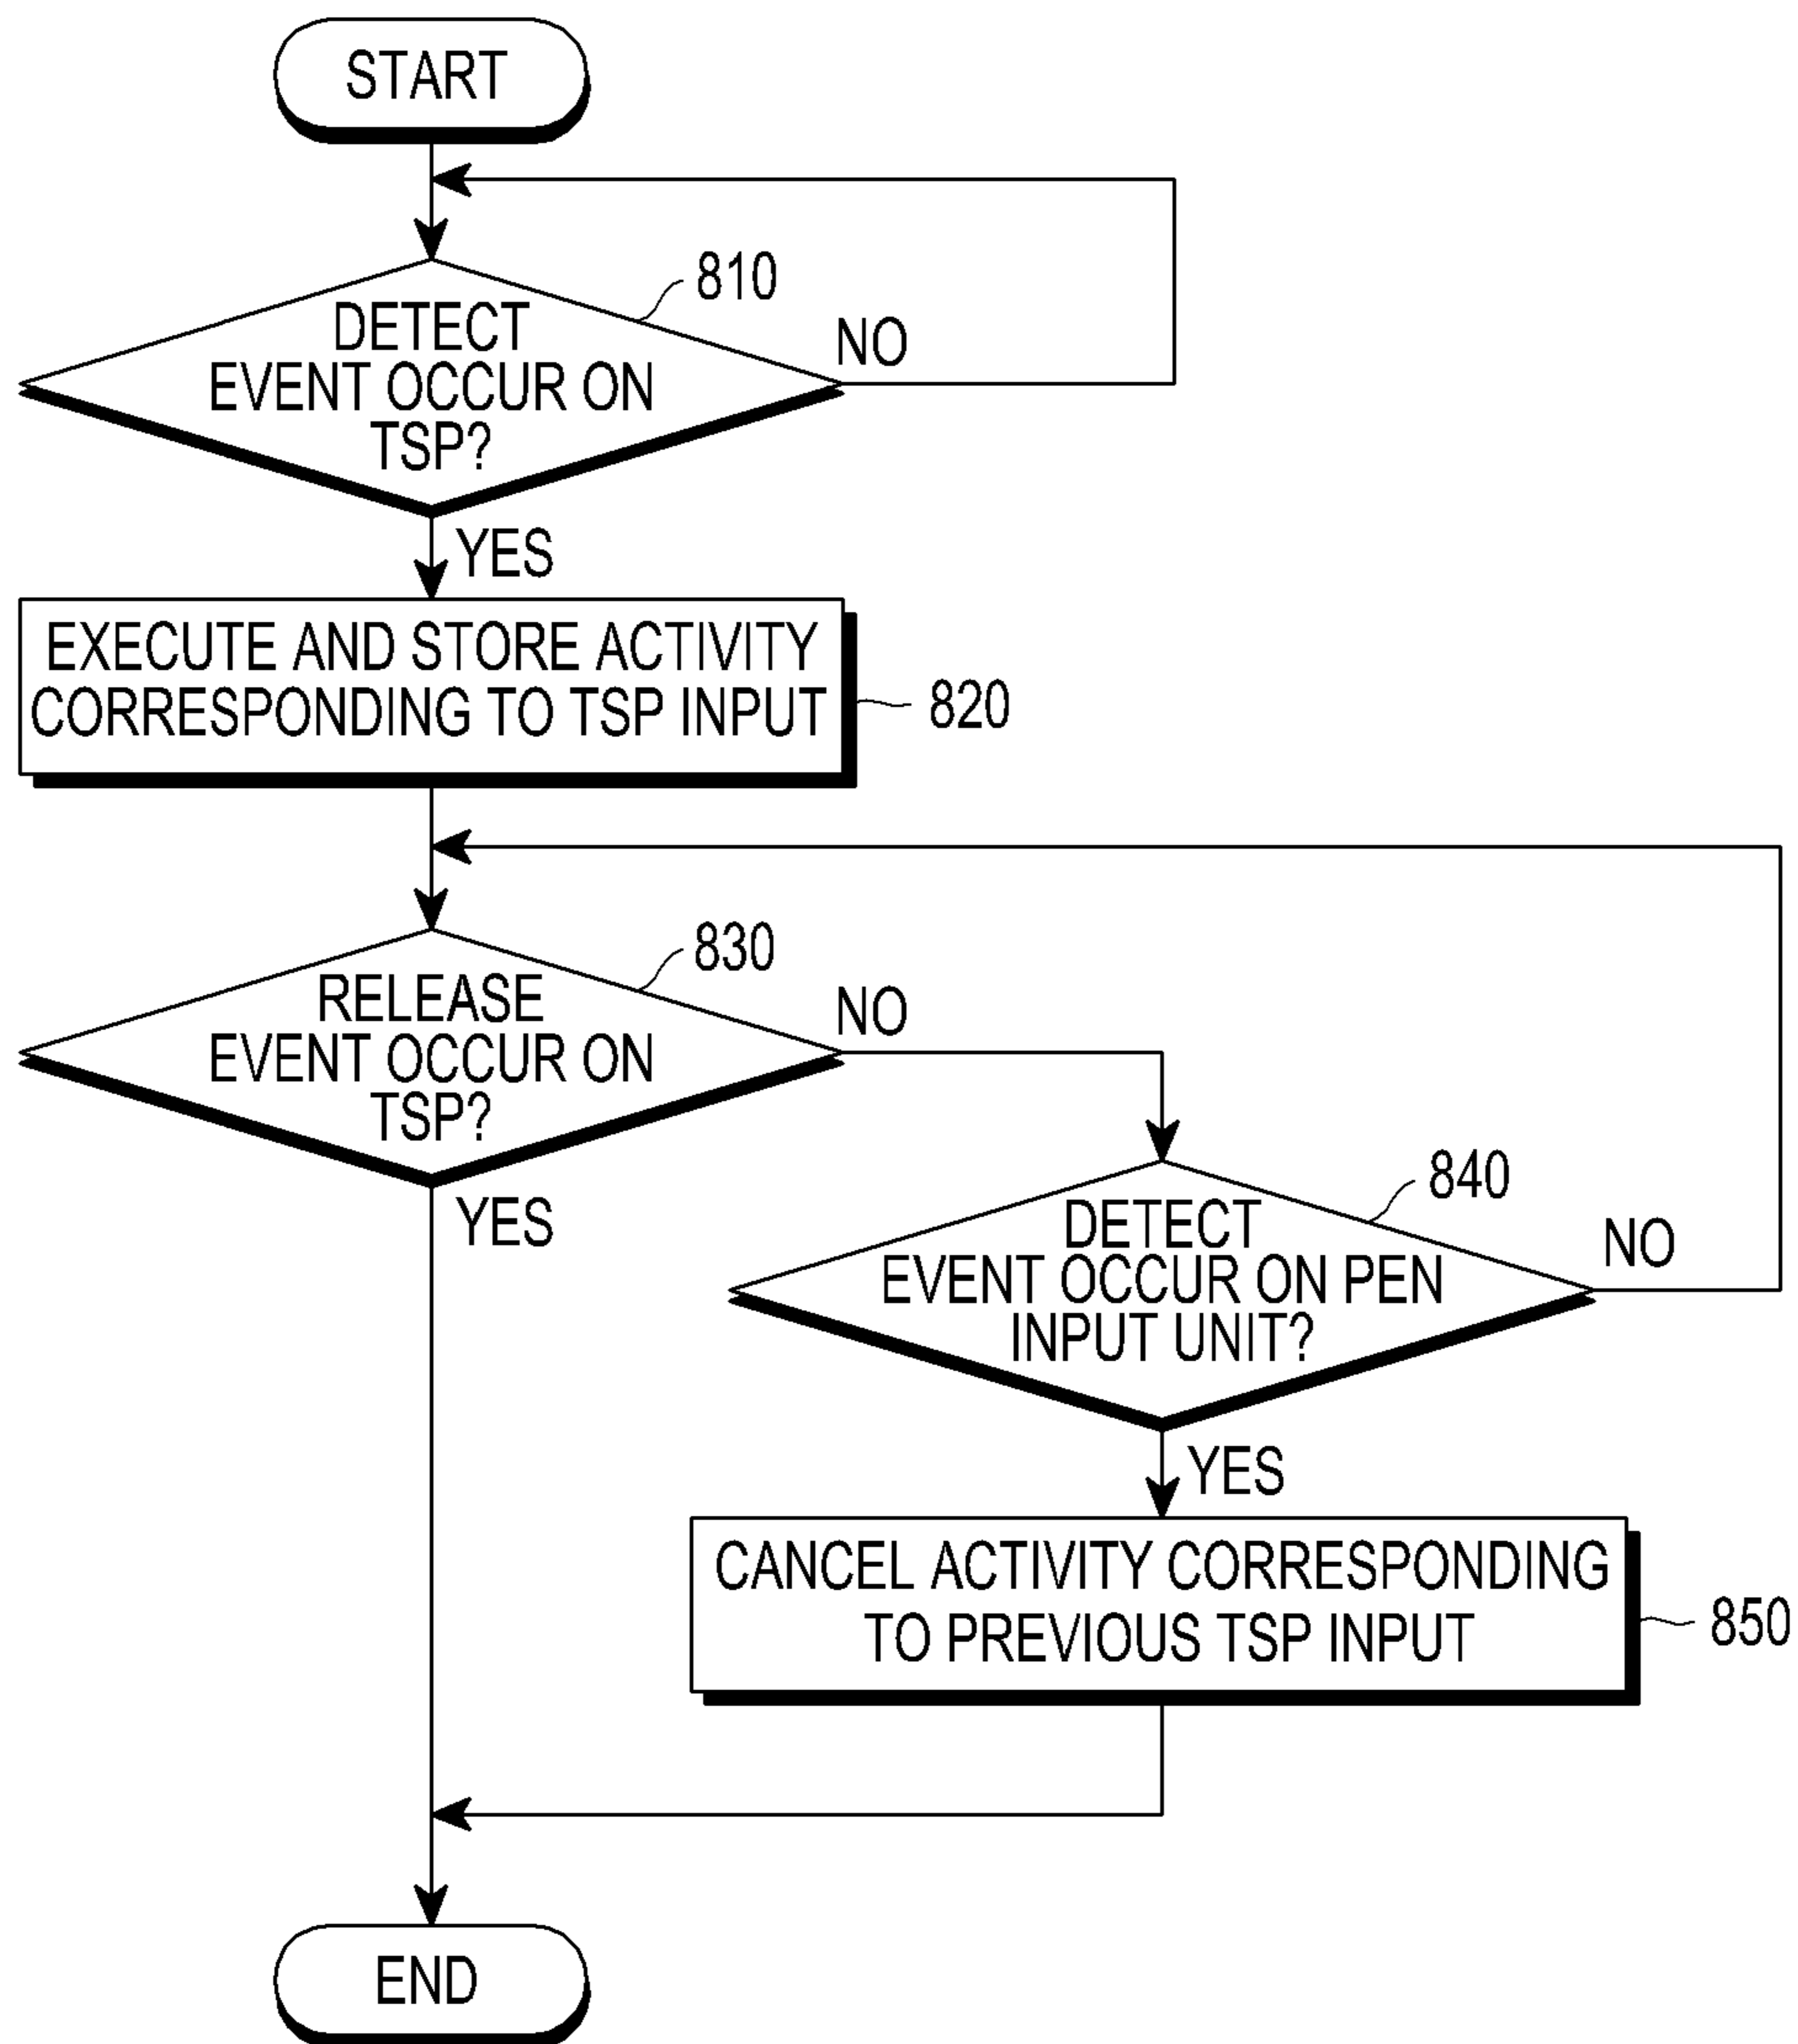 START
810
DETECT
EVENT OCCUR ON
TSP?
NO
YES
EXECUTE AND STORE ACTIVITY
CORRESPONDING TO TSP INPUT
820
830
RELEASE
EVENT OCCUR ON
TSP?
NO
YES
840
DETECT
EVENT OCCUR ON PEN
INPUT UNIT?
NO
YES
CANCEL ACTIVITY CORRESPONDING
TO PREVIOUS TSP INPUT
850
END